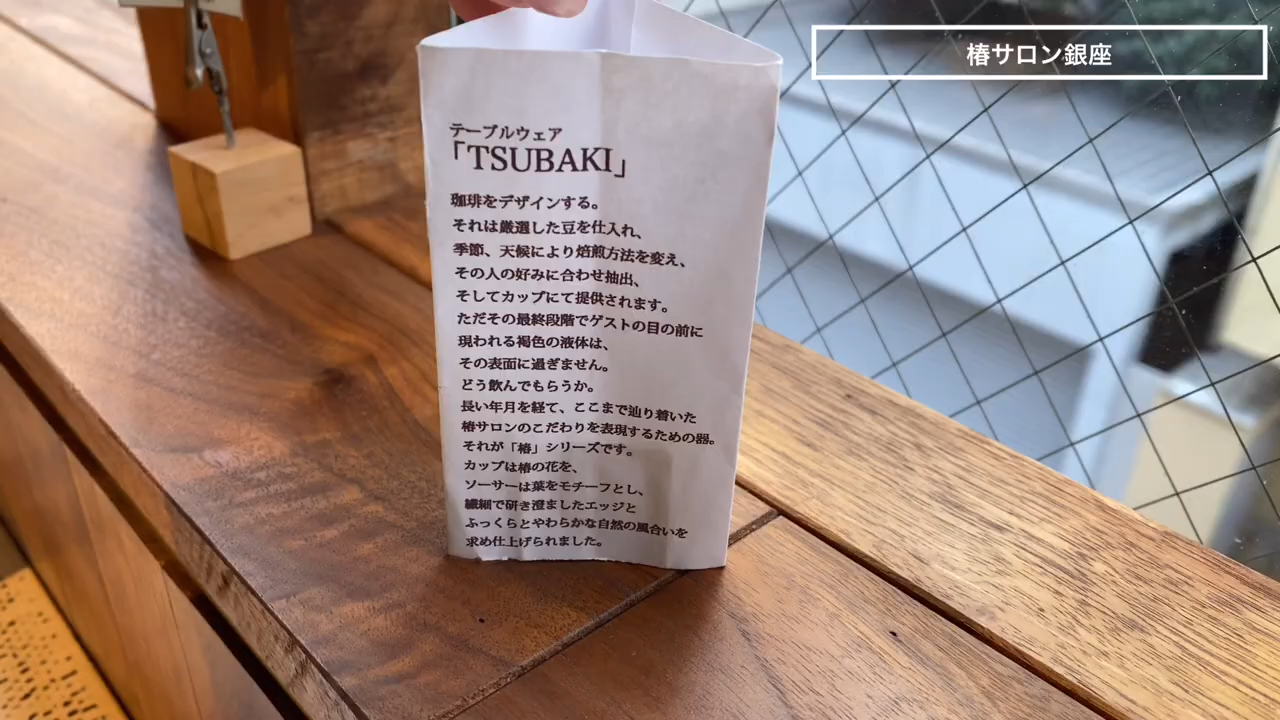 椿サロン銀座
テーブルウェア
「TSUBAKI」
珈琲をデザインする。
それは厳選した豆を仕入れ、
季節、天候により焙煎方法を変え、
その人の好みに合わせ抽出、
そしてカップにて提供されます。
ただその最終段階でゲストの目の前に
現われる褐色の液体は、
その表面に過ぎません。
どう飲んでもらうか。
長い年月を経て、ここまで辿り着いた
椿サロンのこだわりを表現するための器。
それが「椿」シリーズです。
カップは椿の花を、
ソーサーは葉をモチーフとし、
繊細で研き澄ましたエッジと
ふっくらとやわらかな自然の風合いを
求め仕上げられました。